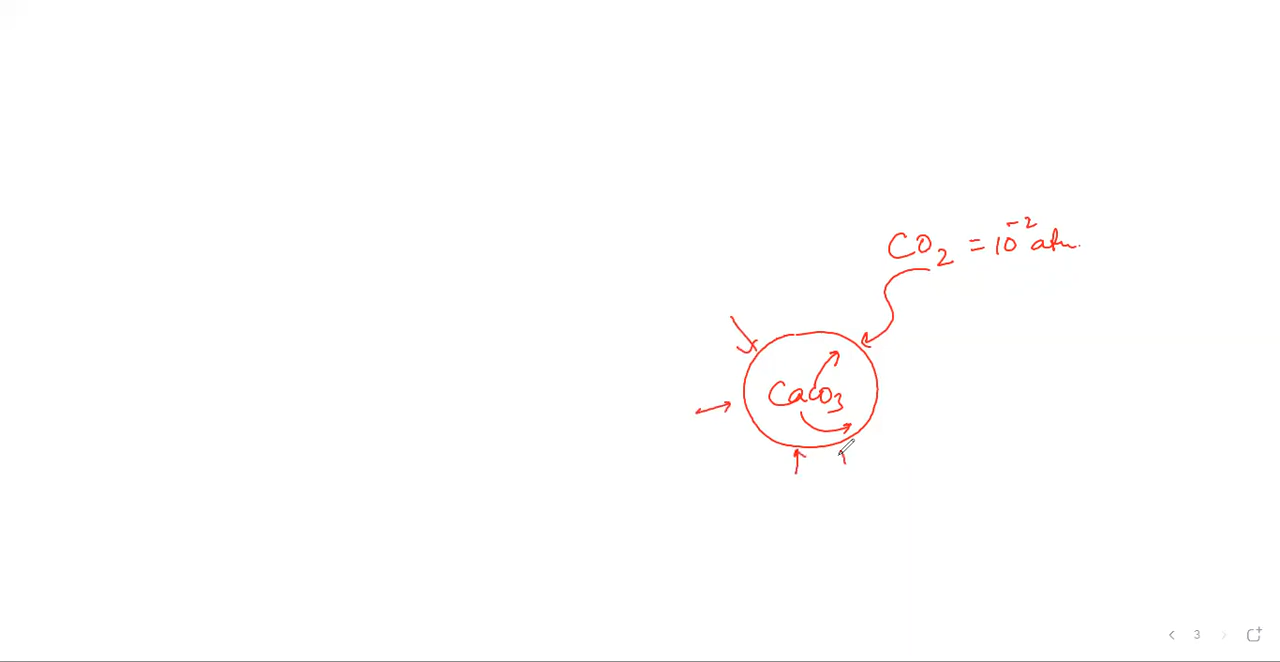 CO₂ = 10⁻² atm.
CaCO₃
3